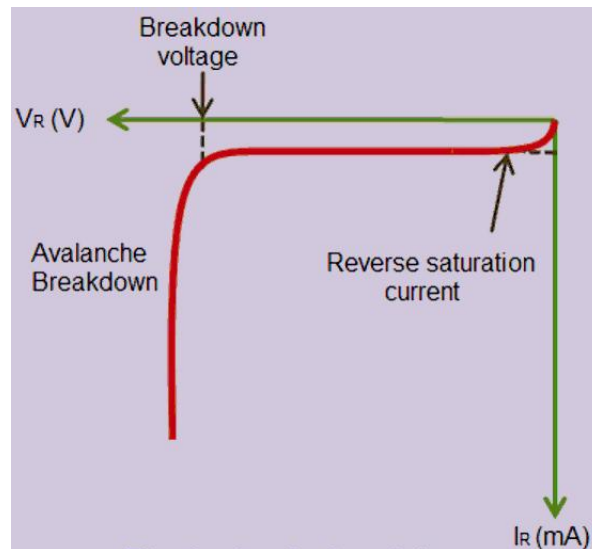 Breakdown
voltage
VR (V)
Avalanche
Breakdown
Reverse saturation
current
IR (mA)